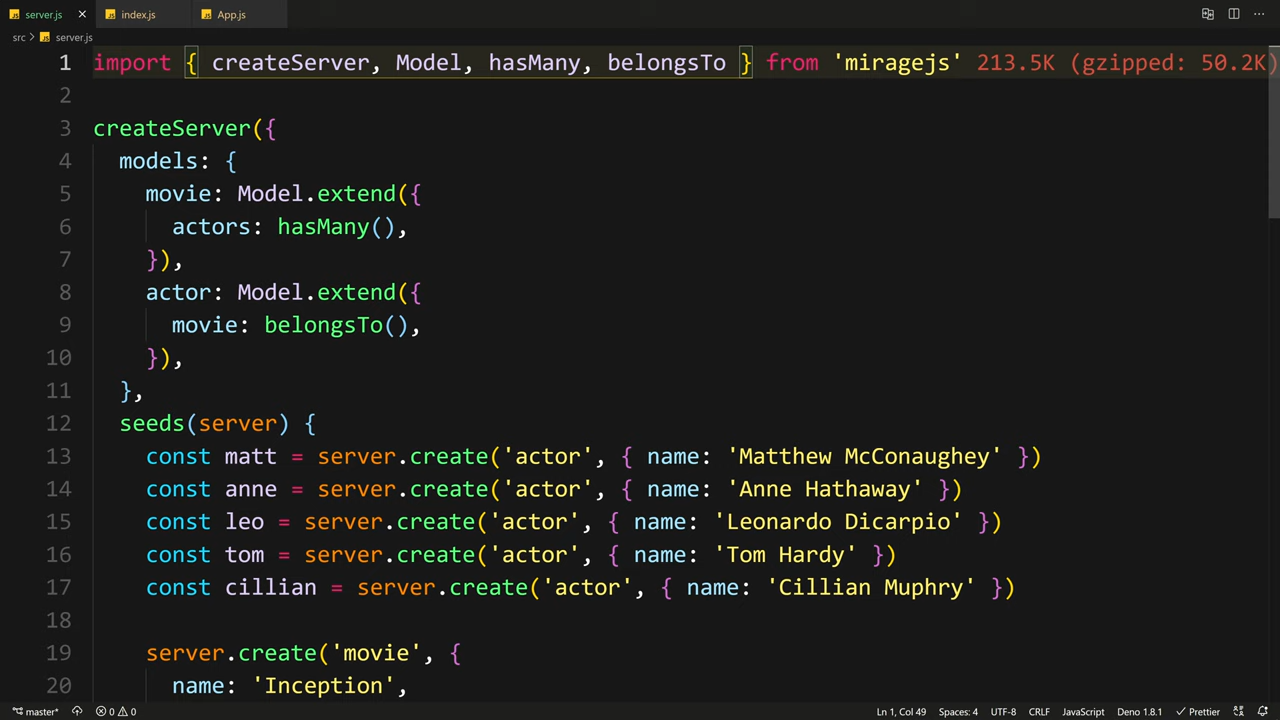 server.js × index.js App.js
src > server.js
1 import { createServer, Model, hasMany, belongsTo } from 'miragejs' 213.5K (gzipped: 50.2K)
2
3 createServer({
4 models: {
5 movie: Model.extend({
6 actors: hasMany(),
7 }),
8 actor: Model.extend({
9 movie: belongsTo(),
10 }),
11 },
12 seeds(server) {
13 const matt = server.create('actor', { name: 'Matthew McConaughey' })
14 const anne = server.create('actor', { name: 'Anne Hathaway' })
15 const leo = server.create('actor', { name: 'Leonardo Dicarpio' })
16 const tom = server.create('actor', { name: 'Tom Hardy' })
17 const cillian = server.create('actor', { name: 'Cillian Muphry' })
18
19 server.create('movie', {
20 name: 'Inception',
master* 0 0 Ln 1, Col 49 Spaces: 4 UTF-8 CRLF JavaScript Deno 1.8.1 Prettier